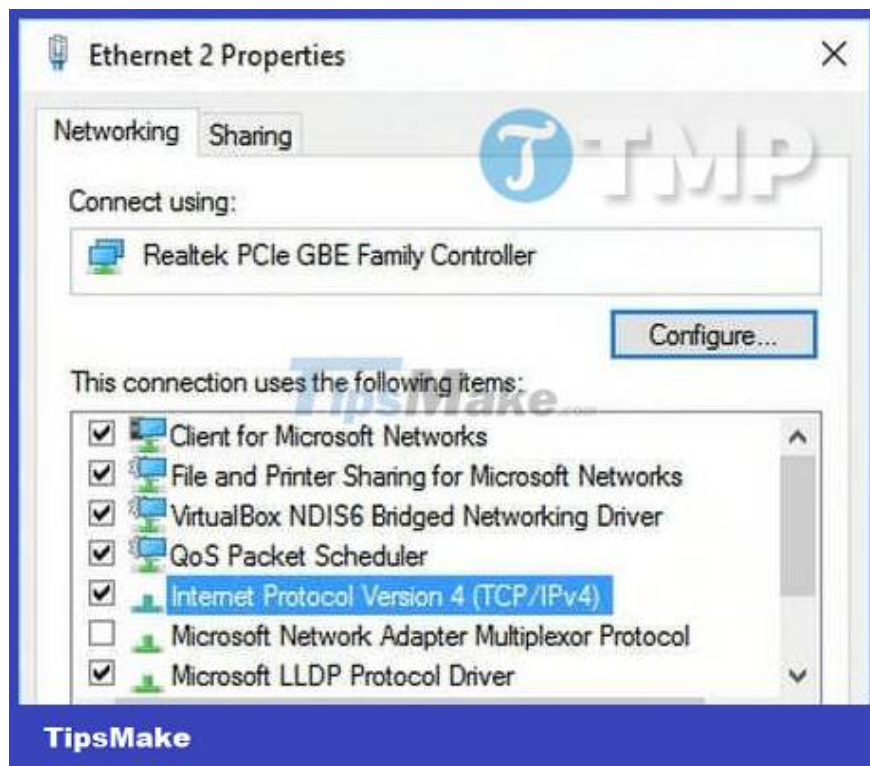 Ethernet 2 Properties
Networking Sharing
TMP
Connect using:
Realtek PCIe GBE Family Controller
Configure...
This connection uses the following items:
TipsMake.com
Client for Microsoft Networks
File and Printer Sharing for Microsoft Networks
VirtualBox NDIS6 Bridged Networking Driver
QoS Packet Scheduler
Internet Protocol Version 4 (TCP/IPv4)
Microsoft Network Adapter Multiplexor Protocol
Microsoft LLDP Protocol Driver
TipsMake